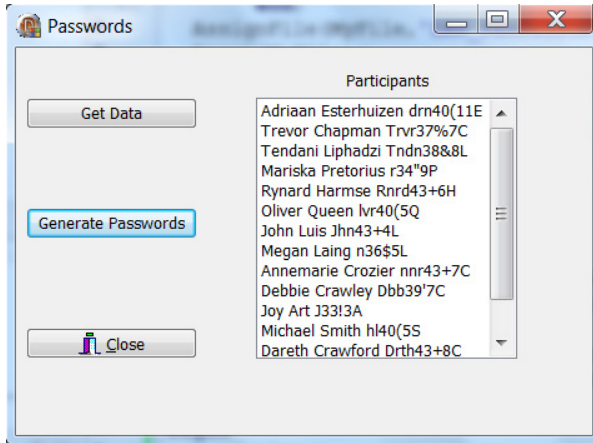 Passwords
Participants
Get Data
Generate Passwords
Close
Adriaan Esterhuizen drn40(11E
Trevor Chapman Trvr37%7C
Tendani Liphadzi Tndn38&8L
Mariska Pretorius r34"9P
Rynard Harmse Rnrd43+6H
Oliver Queen lvr40(5Q
John Luis Jhn43+4L
Megan Laing n36$5L
Annemarie Crozier nnr43+7C
Debbie Crawley Dbb39'7C
Joy Art J33!3A
Michael Smith hl40(5S
Dareth Crawford Drth43+8C